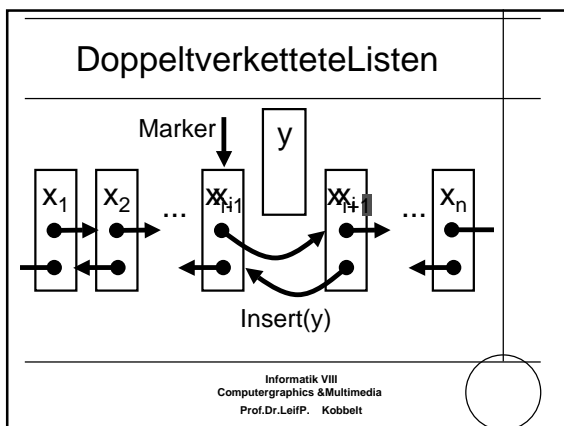 DoppeltverketteteListen
Marker
y
x1 x2 ... ... xn
Insert(y)
Informatik VIII
Computergraphics &Multimedia
Prof.Dr.LeifP. Kobbelt